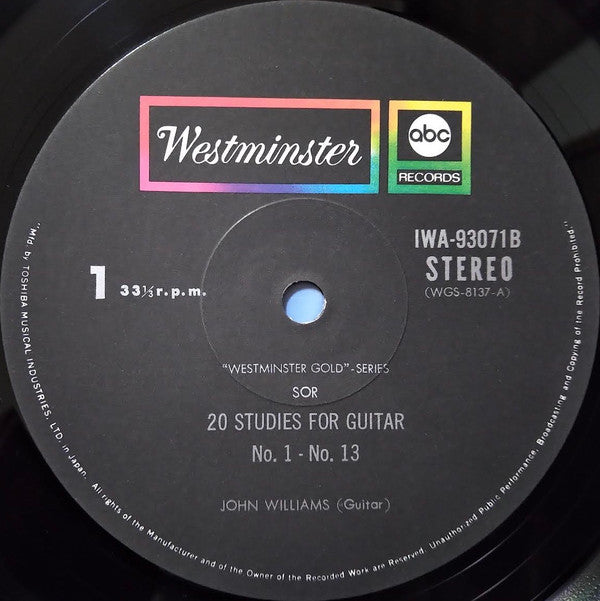 Westminster
abc
RECORDS
IWA-93071B
STEREO
(WGS-8137-A)
1 33⅓ r.p.m.
"WESTMINSTER GOLD"-SERIES
SOR
20 STUDIES FOR GUITAR
No. 1 - No. 13
JOHN WILLIAMS (Guitar)
Mfd. by TOSHIBA MUSICAL INDUSTRIES, LTD. in Japan. All rights of the Manufacturer and of the Owner of the Recorded Work are Reserved. Unauthorized Public Performance, Broadcasting and Copying of the Record Prohibited.